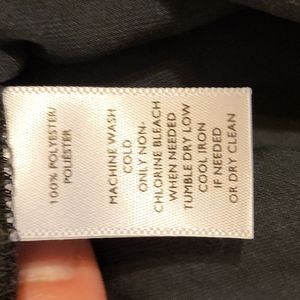 100% POLYESTER/
POLIÉSTER
MACHINE WASH
COLD
ONLY NON-
CHLORINE BLEACH
WHEN NEEDED
TUMBLE DRY LOW
COOL IRON
IF NEEDED
OR DRY CLEAN